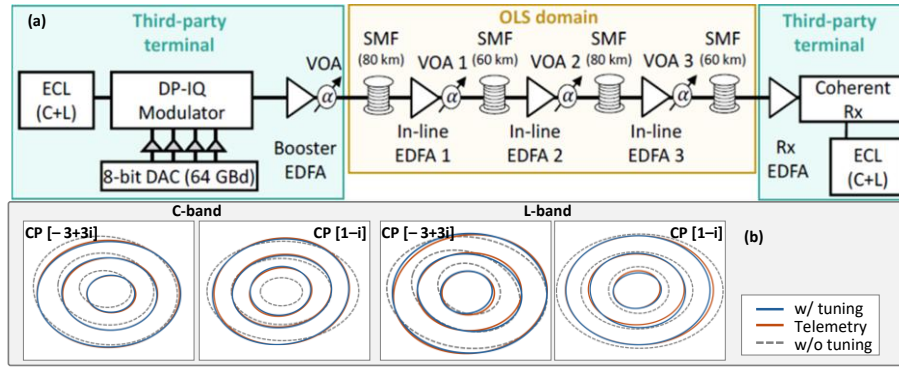 (a)
Third-party
terminal
OLS domain
Third-party
terminal
ECL
(C+L)
DP-IQ
Modulator
8-bit DAC (64 GBd)
VOA
α
Booster
EDFA
SMF
(80 km)
VOA 1
α
In-line
EDFA 1
SMF
(60 km)
VOA 2
α
In-line
EDFA 2
SMF
(80 km)
VOA 3
α
In-line
EDFA 3
SMF
(60 km)
Rx
EDFA
Coherent
Rx
ECL
(C+L)
C-band
L-band
(b)
CP [– 3+3i]
CP [1–i]
CP [– 3+3i]
CP [1–i]
w/ tuning
Telemetry
w/o tuning